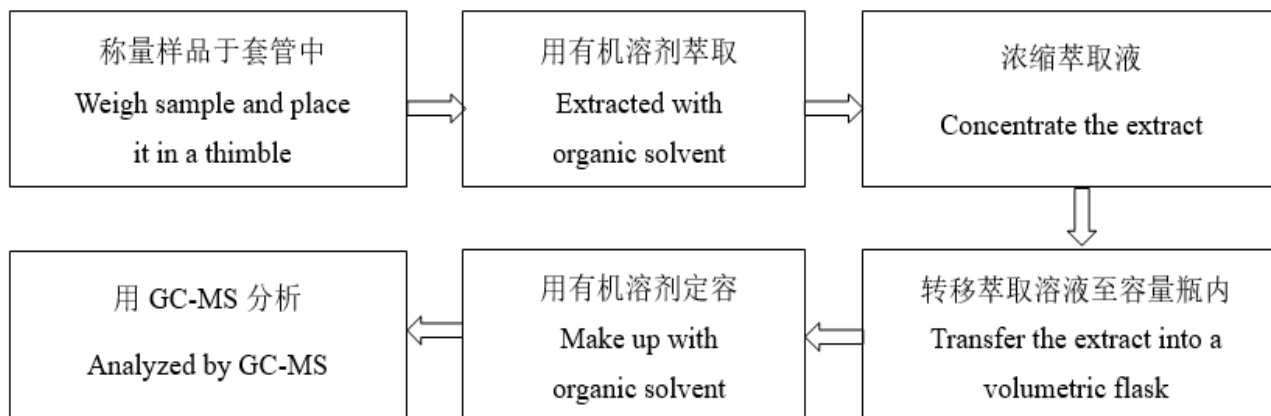 称量样品于套管中
Weigh sample and place
it in a thimble
用有机溶剂萃取
Extracted with
organic solvent
浓缩萃取液
Concentrate the extract
转移萃取溶液至容量瓶内
Transfer the extract into a
volumetric flask
用有机溶剂定容
Make up with
organic solvent
用 GC-MS 分析
Analyzed by GC-MS